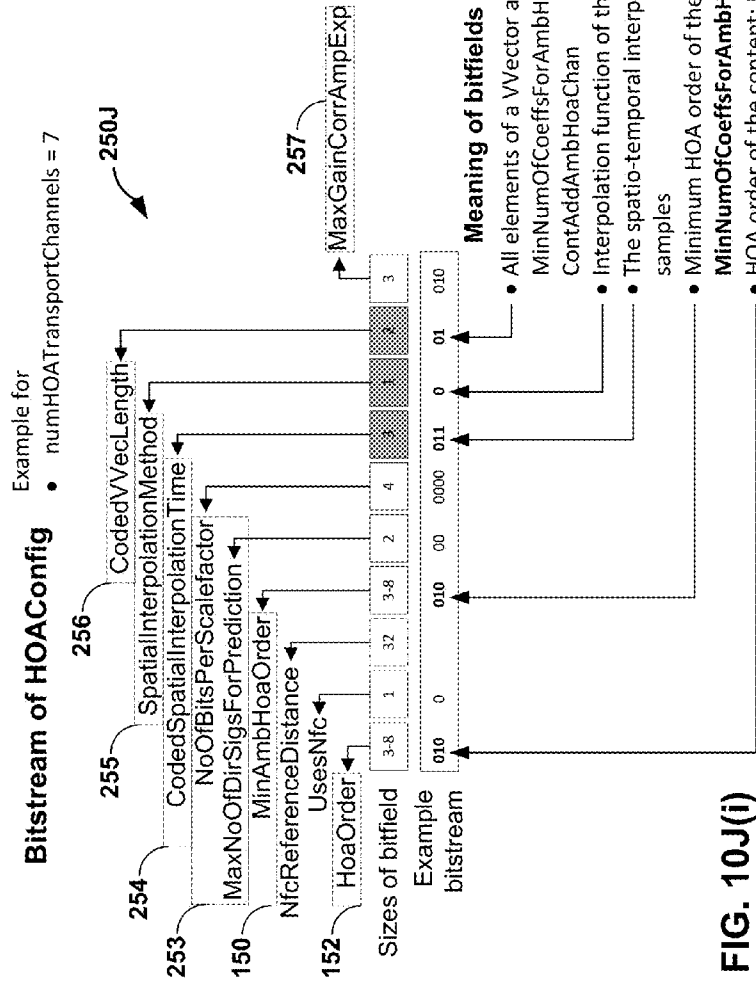 Bitstream of HOAConfig
Example for
• numHOATransportChannels = 7
250J
256
CodedVVecLength
255
SpatialInterpolationMethod
254
CodedSpatialInterpolationTime
253
NoOfBitsPerScalefactor
MaxNoOfDirSigsForPrediction
257
MaxGainCorrAmpExp
150
MinAmbHoaOrder
NfcReferenceDistance
UsesNfc
152
HoaOrder
Sizes of bitfield 3-8 1 32 3-8 2 4 3 1 2 3
Example
bitstream
010 0 010 00 0000 011 0 01 010
Meaning of bitfields
• All elements of a VVector a
MinNumOfCoeffsForAmbH
ContAddAmbHoaChan
• Interpolation function of th
• The spatio-temporal interp
samples
• Minimum HOA order of the
MinNumOfCoeffsForAmbH
• HOA order of the content:
FIG. 10J(i)